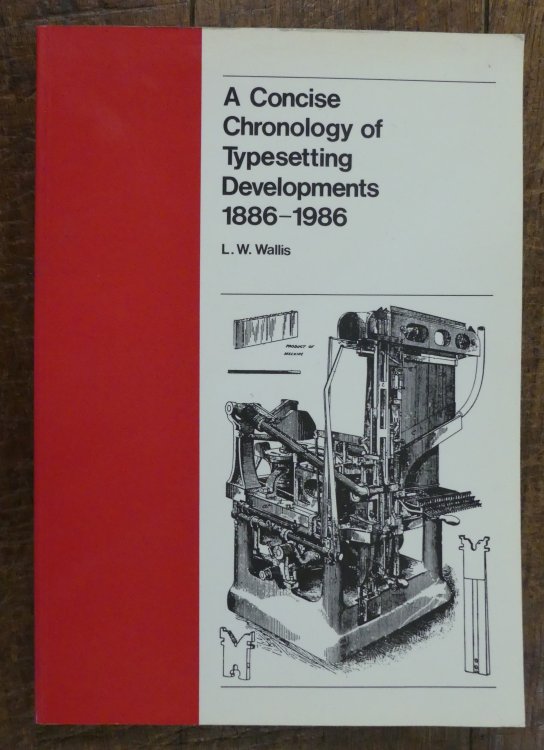 A Concise
Chronology of
Typesetting
Developments
1886–1986
L. W. Wallis
PRODUCT OF
MACHINE